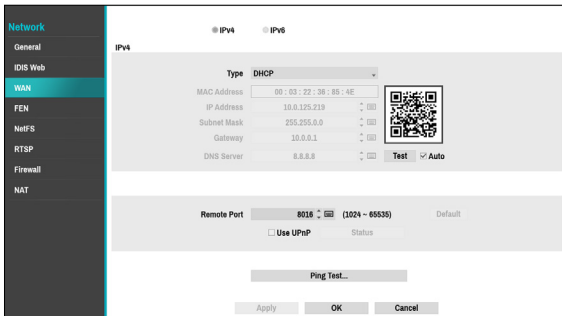 Network
General
IDIS Web
WAN
FEN
NetFS
RTSP
Firewall
NAT
IPv4 IPv6
IPv4
Type DHCP
MAC Address 00 : 03 : 22 : 36 : 85 : 4E
IP Address 10.0.125.219
Subnet Mask 255.255.0.0
Gateway 10.0.0.1
DNS Server 8.8.8.8 Test Auto
Remote Port 8016 (1024 ~ 65535) Default
Use UPnP Status
Ping Test...
Apply OK Cancel